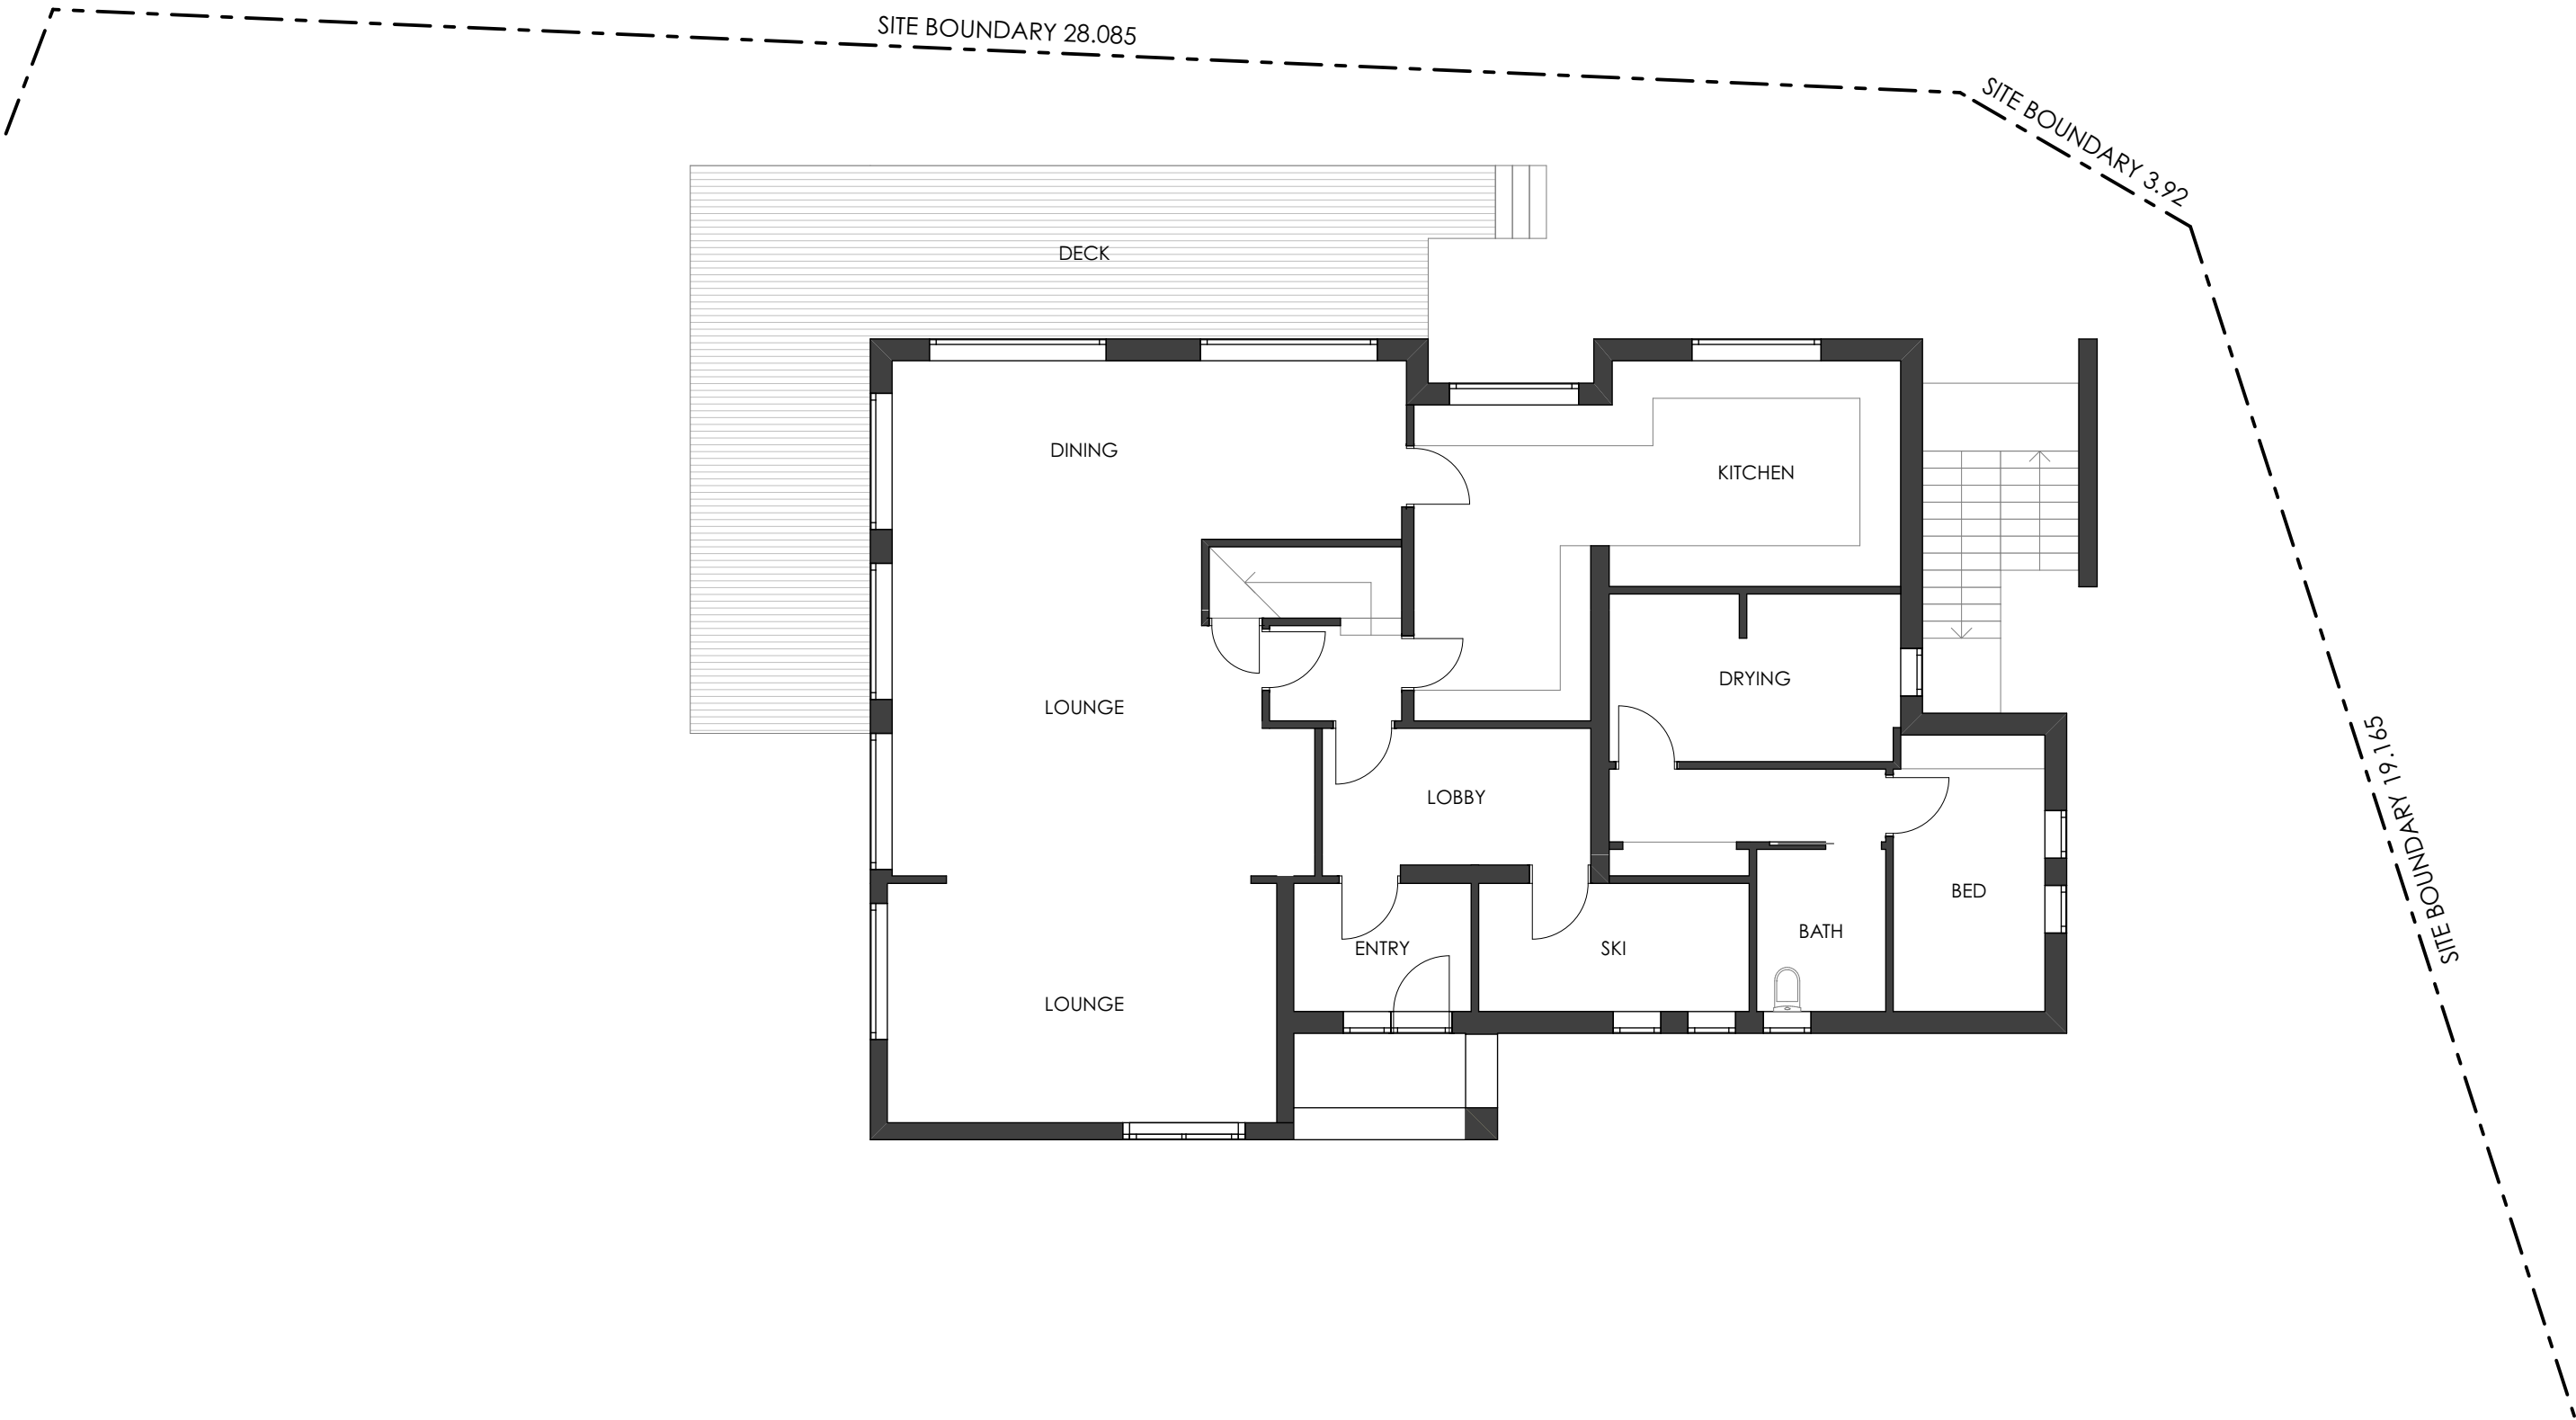 SITE BOUNDARY 28.085
SITE BOUNDARY 3.92
DECK
DINING
KITCHEN
DRYING
LOUNGE
SITE BOUNDARY 19.165
LOBBY
BED
BATH
ENTRY
SKI
LOUNGE